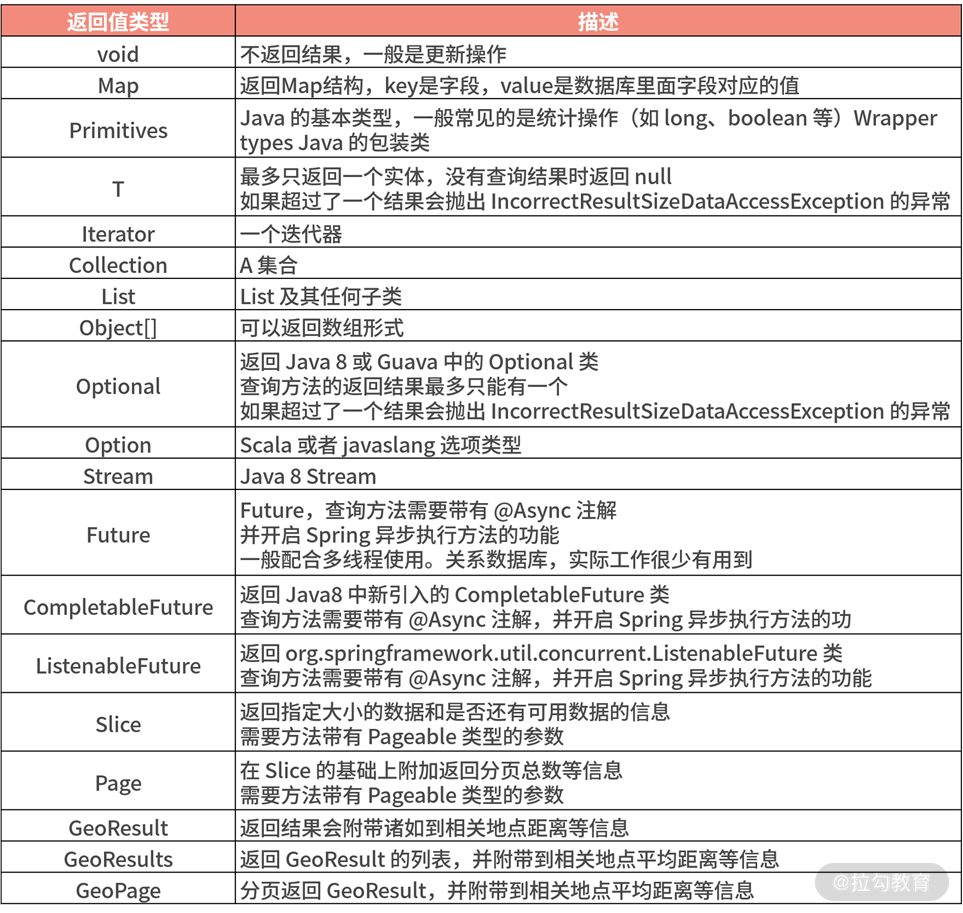 返回值类型 描述
void 不返回结果，一般是更新操作
Map 返回Map结构，key是字段，value是数据库里面字段对应的值
Primitives Java 的基本类型，一般常见的是统计操作（如 long、boolean 等）Wrapper
types Java 的包装类
T 最多只返回一个实体，没有查询结果时返回 null
如果超过了一个结果会抛出 IncorrectResultSizeDataAccessException 的异常
Iterator 一个迭代器
Collection A 集合
List List 及其任何子类
Object[] 可以返回数组形式
Optional 返回 Java 8 或 Guava 中的 Optional 类
查询方法的返回结果最多只能有一个
如果超过了一个结果会抛出 IncorrectResultSizeDataAccessException 的异常
Option Scala 或者 javaslang 选项类型
Stream Java 8 Stream
Future Future，查询方法需要带有 @Async 注解
并开启 Spring 异步执行方法的功能
一般配合多线程使用。关系数据库，实际工作很少有用到
CompletableFuture 返回 Java8 中新引入的 CompletableFuture 类
查询方法需要带有 @Async 注解，并开启 Spring 异步执行方法的功
ListenableFuture 返回 org.springframework.util.concurrent.ListenableFuture 类
查询方法需要带有 @Async 注解，并开启 Spring 异步执行方法的功能
Slice 返回指定大小的数据和是否还有可用数据的信息
需要方法带有 Pageable 类型的参数
Page 在 Slice 的基础上附加返回分页总数等信息
需要方法带有 Pageable 类型的参数
GeoResult 返回结果会附带诸如到相关地点距离等信息
GeoResults 返回 GeoResult 的列表，并附带到相关地点平均距离等信息
GeoPage 分页返回 GeoResult，并附带到相关地点平均距离等信息
@拉勾教育